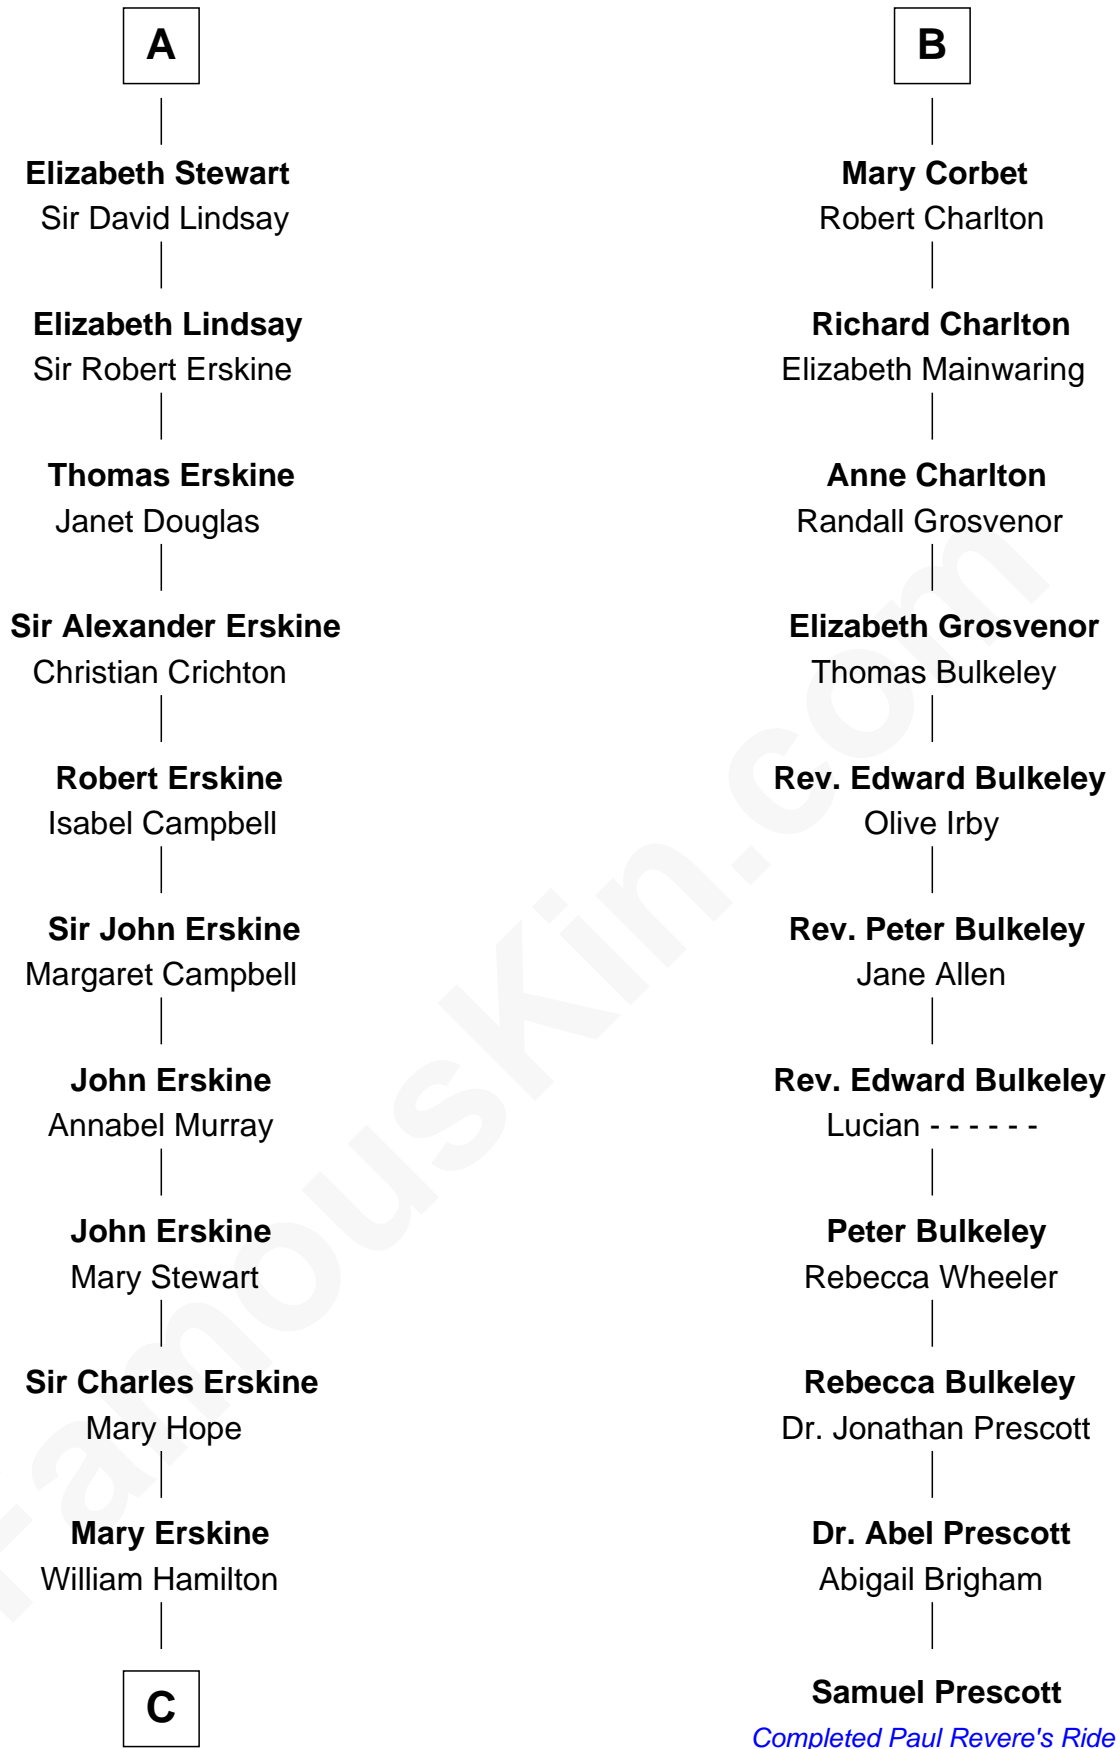 A
Elizabeth Stewart
Sir David Lindsay
Elizabeth Lindsay
Sir Robert Erskine
Thomas Erskine
Janet Douglas
Sir Alexander Erskine
Christian Crichton
Robert Erskine
Isabel Campbell
Sir John Erskine
Margaret Campbell
John Erskine
Annabel Murray
John Erskine
Mary Stewart
Sir Charles Erskine
Mary Hope
Mary Erskine
William Hamilton
C
B
Mary Corbet
Robert Charlton
Richard Charlton
Elizabeth Mainwaring
Anne Charlton
Randall Grosvenor
Elizabeth Grosvenor
Thomas Bulkeley
Rev. Edward Bulkeley
Olive Irby
Rev. Peter Bulkeley
Jane Allen
Rev. Edward Bulkeley
Lucian - - - - - -
Peter Bulkeley
Rebecca Wheeler
Rebecca Bulkeley
Dr. Jonathan Prescott
Dr. Abel Prescott
Abigail Brigham
Samuel Prescott
Completed Paul Revere's Ride
FamousKin.com